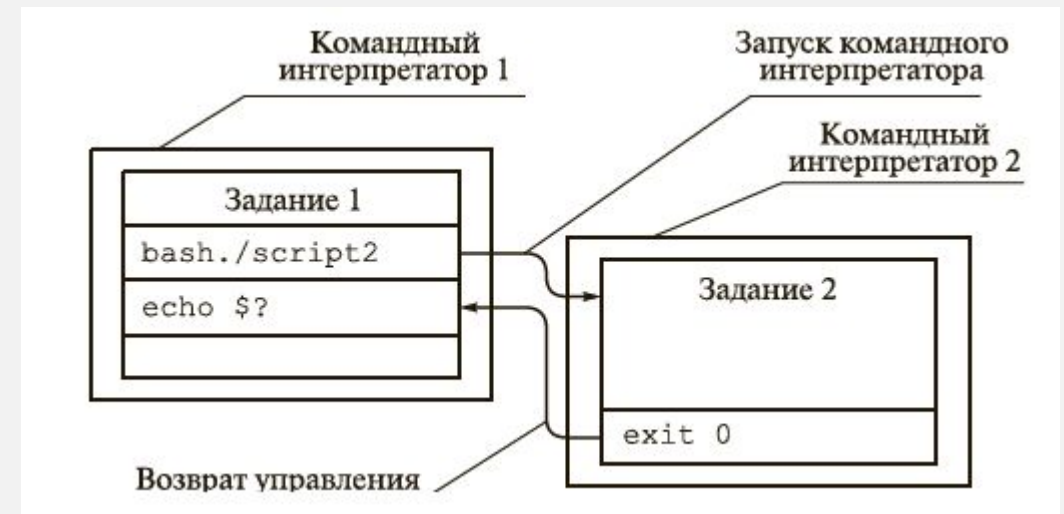 Командный
интерпретатор 1
Запуск командного
интерпретатора
Командный
интерпретатор 2
Задание 1
bash./script2
echo $?
Задание 2
exit 0
Возврат управления